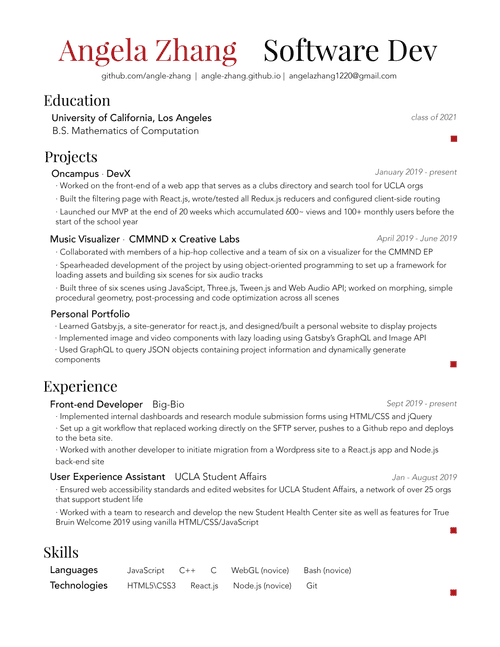 Angela Zhang Software Dev
github.com/angle-zhang | angle-zhang.github.io | angelazhang1220@gmail.com
Education
University of California, Los Angeles class of 2021
B.S. Mathematics of Computation
Projects
Oncampus · DevX January 2019 - present
· Worked on the front-end of a web app that serves as a clubs directory and search tool for UCLA orgs
· Built the filtering page with React.js, wrote/tested all Redux.js reducers and configured client-side routing
· Launched our MVP at the end of 20 weeks which accumulated 600~ views and 100+ monthly users before the
start of the school year
Music Visualizer · CMMND x Creative Labs April 2019 - June 2019
· Collaborated with members of a hip-hop collective and a team of six on a visualizer for the CMMND EP
· Spearheaded development of the project by using object-oriented programming to set up a framework for
loading assets and building six scenes for six audio tracks
· Built three of six scenes using JavaScipt, Three.js, Tween.js and Web Audio API; worked on morphing, simple
procedural geometry, post-processing and code optimization across all scenes
Personal Portfolio
· Learned Gatsby.js, a site-generator for react.js, and designed/built a personal website to display projects
· Implemented image and video components with lazy loading using Gatsby's GraphQL and Image API
· Used GraphQL to query JSON objects containing project information and dynamically generate
components
Experience
Front-end Developer Big-Bio Sept 2019 - present
· Implemented internal dashboards and research module submission forms using HTML/CSS and jQuery
· Set up a git workflow that replaced working directly on the SFTP server, pushes to a Github repo and deploys
to the beta site.
· Worked with another developer to initiate migration from a Wordpress site to a React.js app and Node.js
back-end site
User Experience Assistant UCLA Student Affairs Jan - August 2019
· Ensured web accessibility standards and edited websites for UCLA Student Affairs, a network of over 25 orgs
that support student life
· Worked with a team to research and develop the new Student Health Center site as well as features for True
Bruin Welcome 2019 using vanilla HTML/CSS/JavaScript
Skills
Languages JavaScript C++ C WebGL (novice) Bash (novice)
Technologies HTML5\CSS3 React.js Node.js (novice) Git